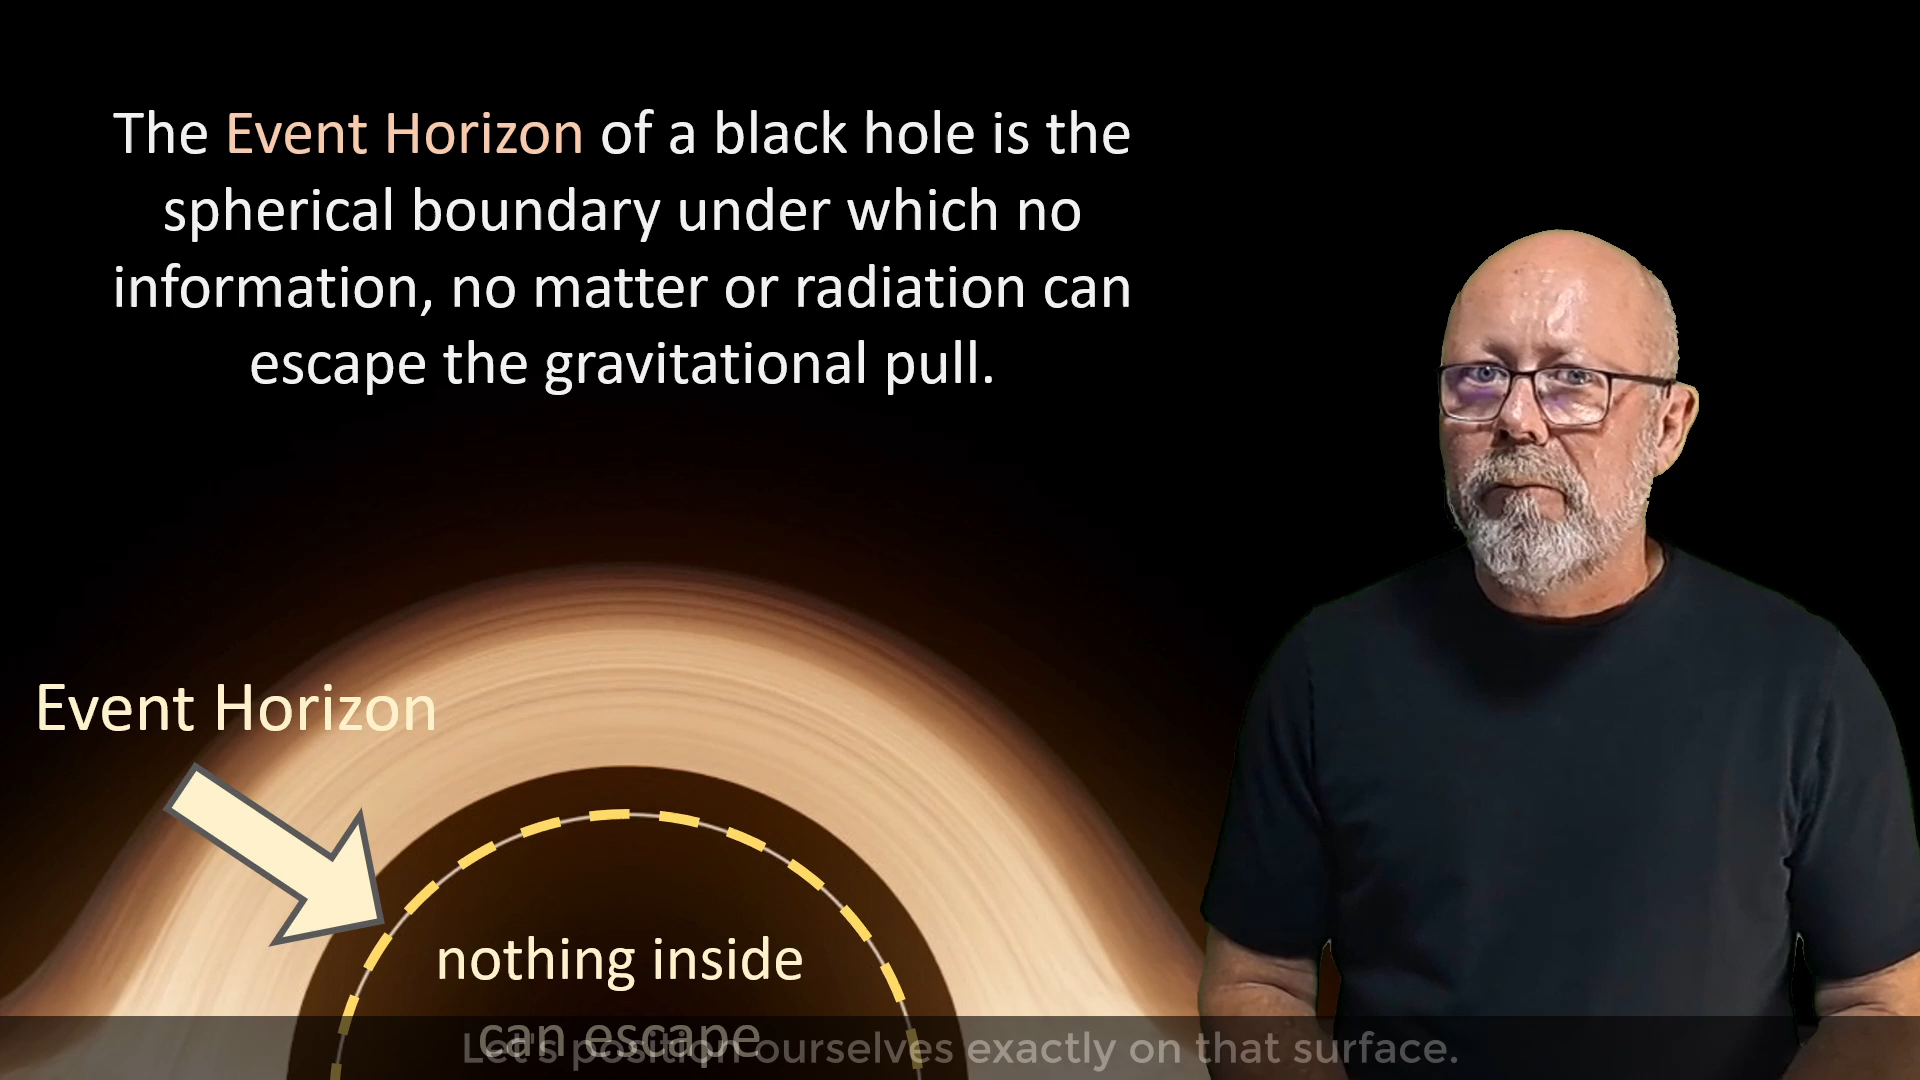 The Event Horizon of a black hole is the
spherical boundary under which no
information, no matter or radiation can
escape the gravitational pull.
Event Horizon
nothing inside
can escape
Let's position ourselves exactly on that surface.